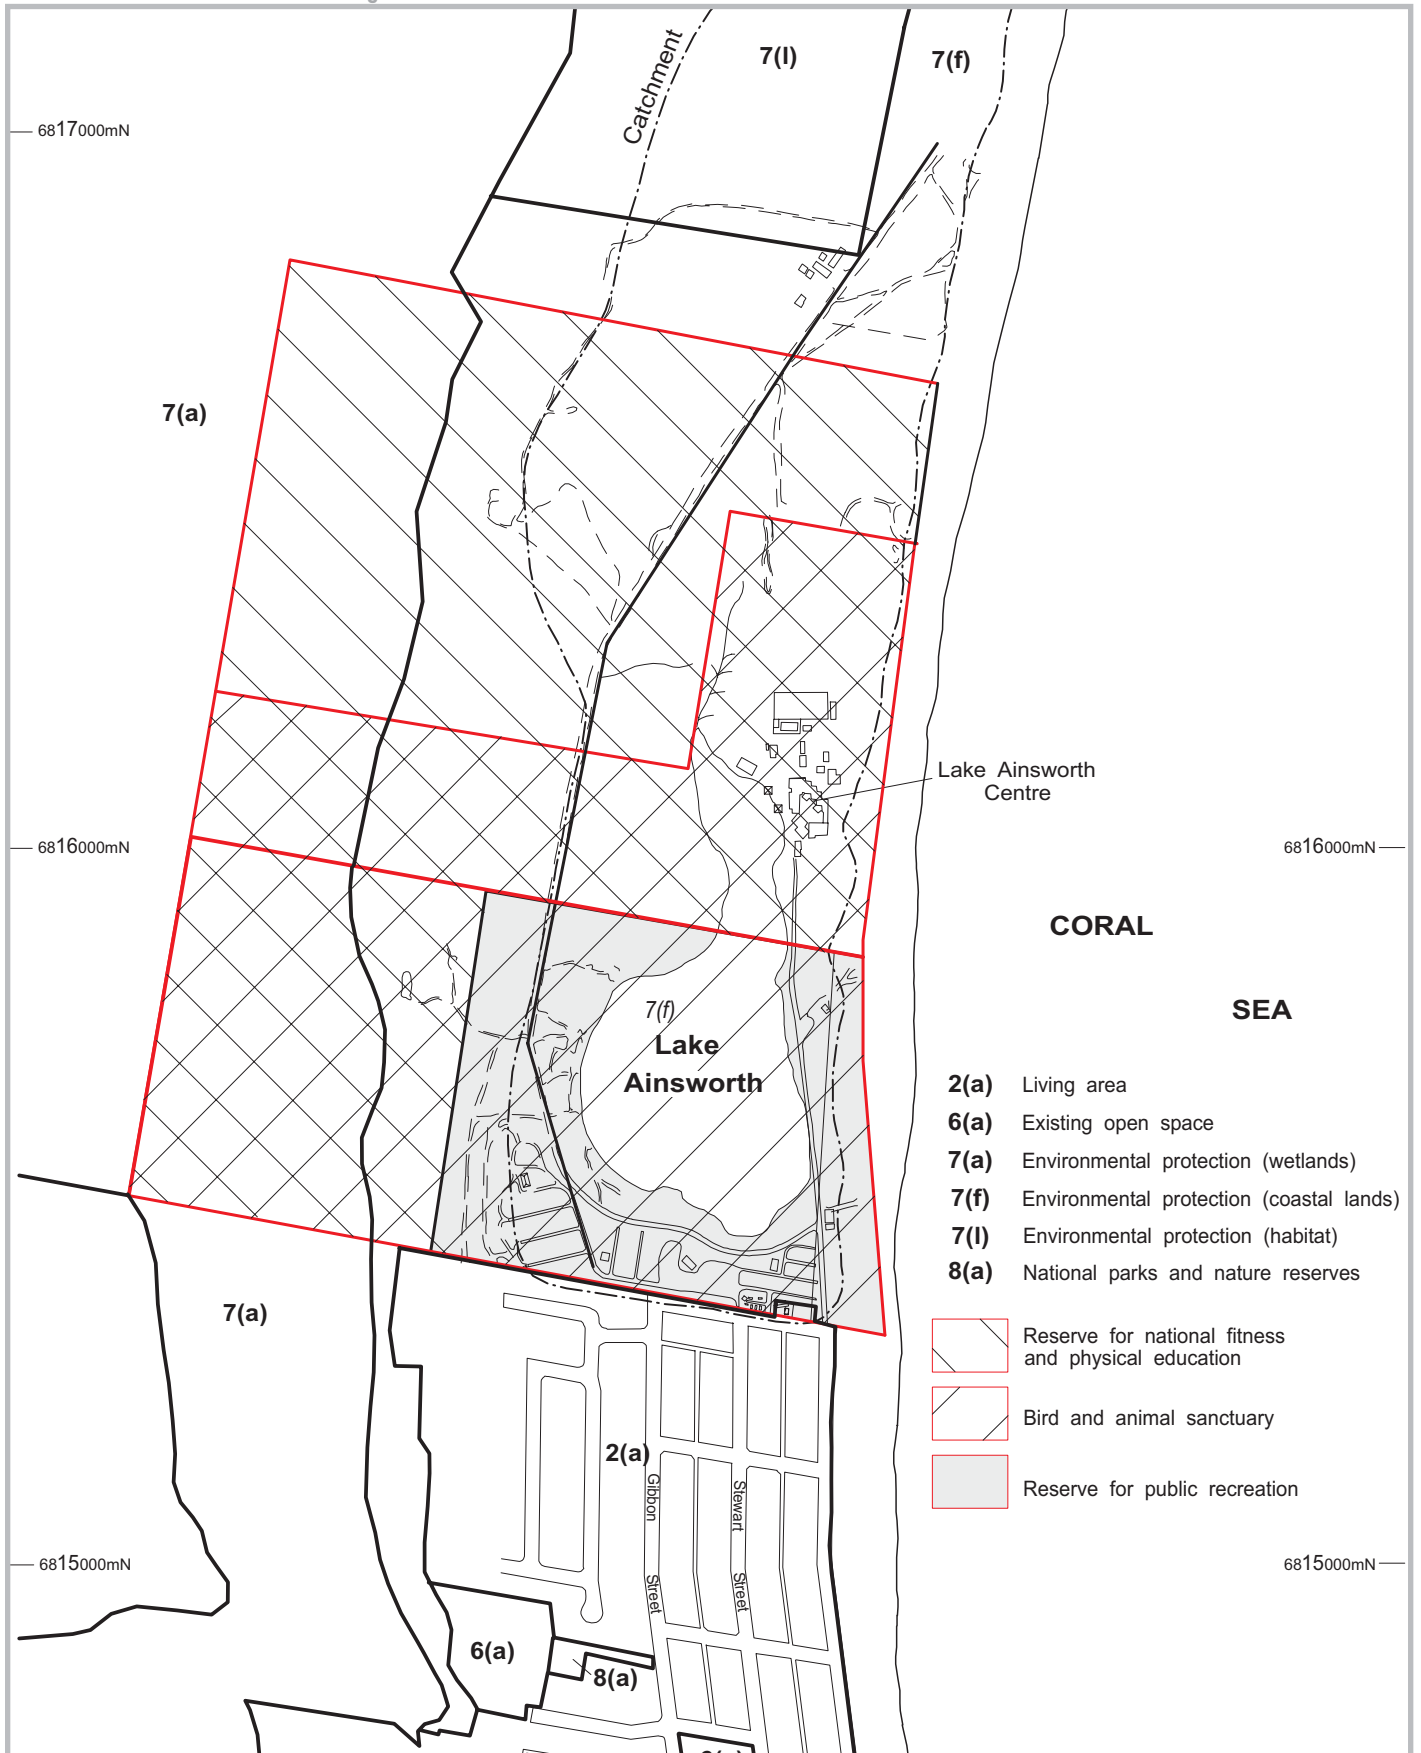 7(l)
7(f)
Catchment
6817000mN
7(a)
Lake Ainsworth
Centre
6816000mN
6816000mN
CORAL
SEA
7(f)
Lake
Ainsworth
2(a) Living area
6(a) Existing open space
7(a) Environmental protection (wetlands)
7(f) Environmental protection (coastal lands)
7(l) Environmental protection (habitat)
8(a) National parks and nature reserves
7(a)
Reserve for national fitness
and physical education
Bird and animal sanctuary
Reserve for public recreation
2(a)
Gibbon Street
Stewart Street
6815000mN
6815000mN
6(a)
8(a)